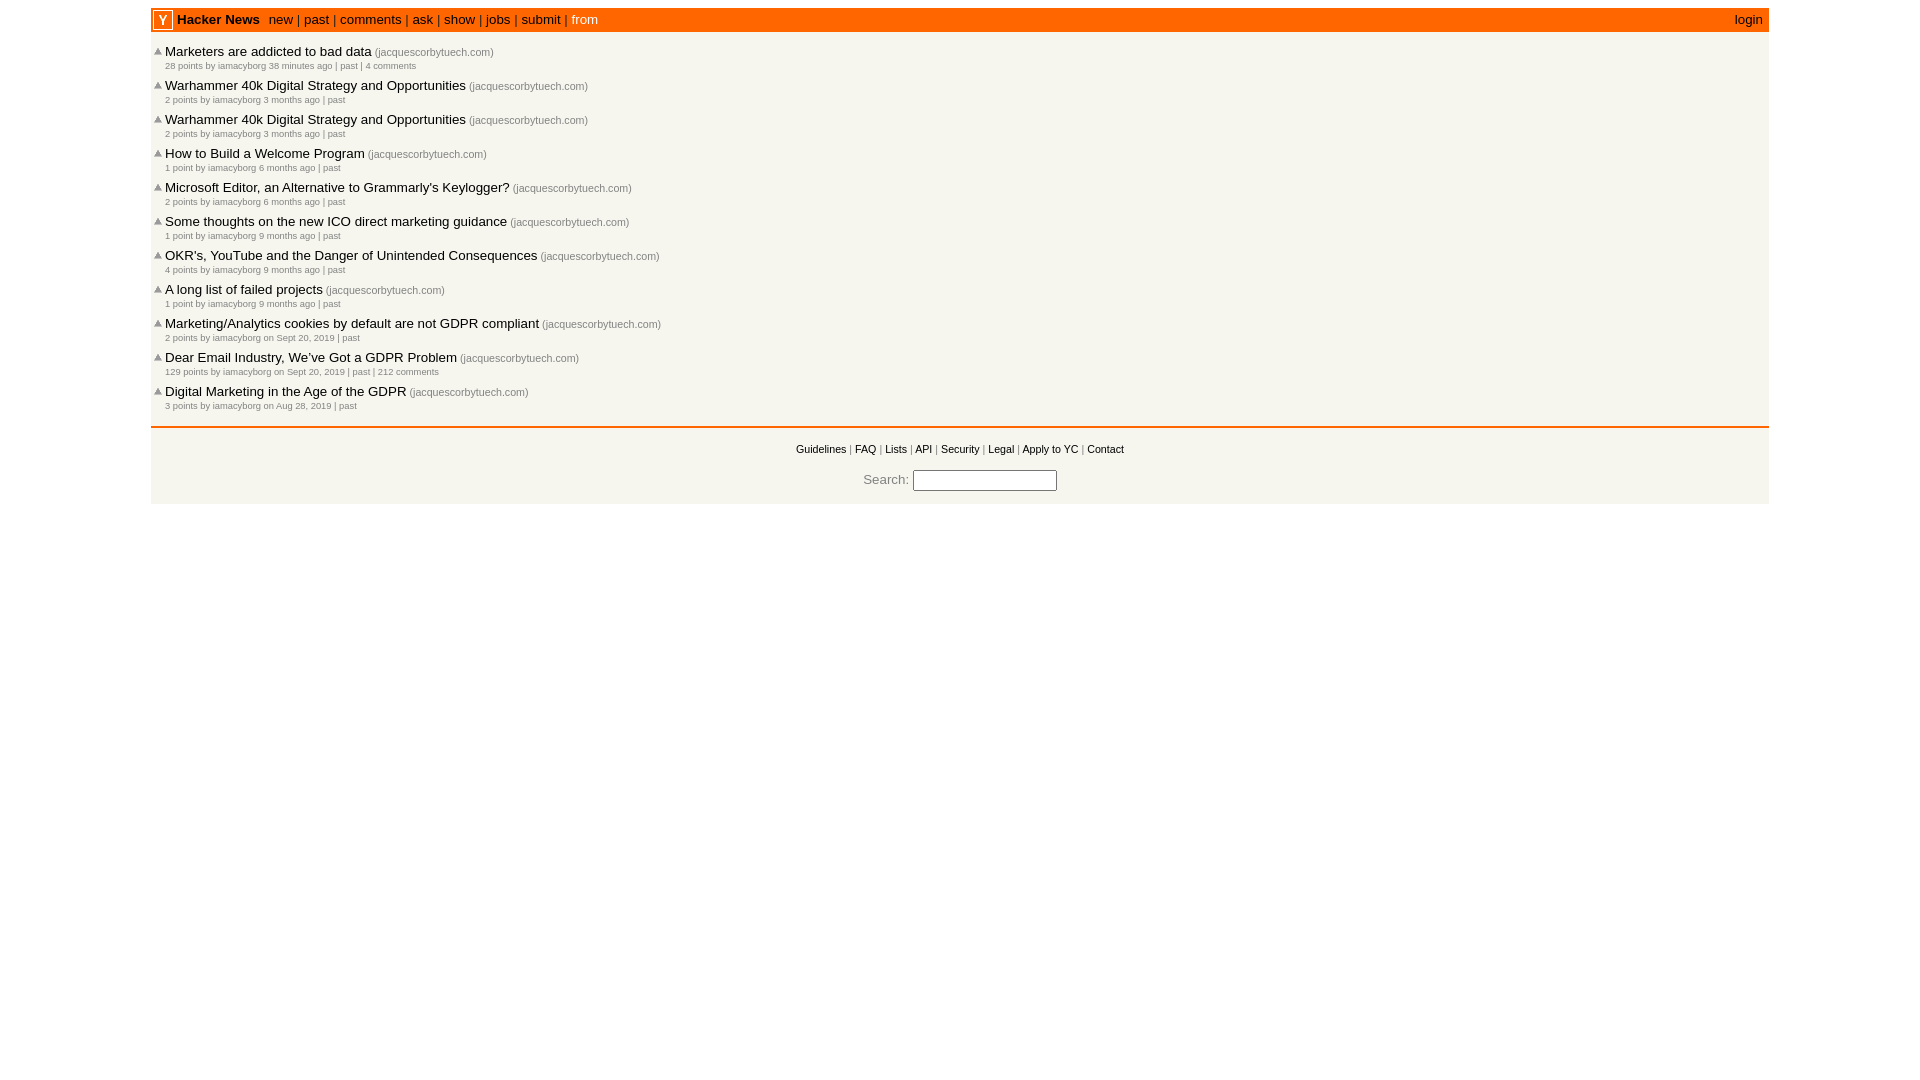 Y Hacker News new | past | comments | ask | show | jobs | submit | from login
Marketers are addicted to bad data (jacquescorbytuech.com)
28 points by iamacyborg 38 minutes ago | past | 4 comments
Warhammer 40k Digital Strategy and Opportunities (jacquescorbytuech.com)
2 points by iamacyborg 3 months ago | past
Warhammer 40k Digital Strategy and Opportunities (jacquescorbytuech.com)
2 points by iamacyborg 3 months ago | past
How to Build a Welcome Program (jacquescorbytuech.com)
1 point by iamacyborg 6 months ago | past
Microsoft Editor, an Alternative to Grammarly's Keylogger? (jacquescorbytuech.com)
2 points by iamacyborg 6 months ago | past
Some thoughts on the new ICO direct marketing guidance (jacquescorbytuech.com)
1 point by iamacyborg 9 months ago | past
OKR's, YouTube and the Danger of Unintended Consequences (jacquescorbytuech.com)
4 points by iamacyborg 9 months ago | past
A long list of failed projects (jacquescorbytuech.com)
1 point by iamacyborg 9 months ago | past
Marketing/Analytics cookies by default are not GDPR compliant (jacquescorbytuech.com)
2 points by iamacyborg on Sept 20, 2019 | past
Dear Email Industry, We’ve Got a GDPR Problem (jacquescorbytuech.com)
129 points by iamacyborg on Sept 20, 2019 | past | 212 comments
Digital Marketing in the Age of the GDPR (jacquescorbytuech.com)
3 points by iamacyborg on Aug 28, 2019 | past
Guidelines | FAQ | Lists | API | Security | Legal | Apply to YC | Contact
Search: